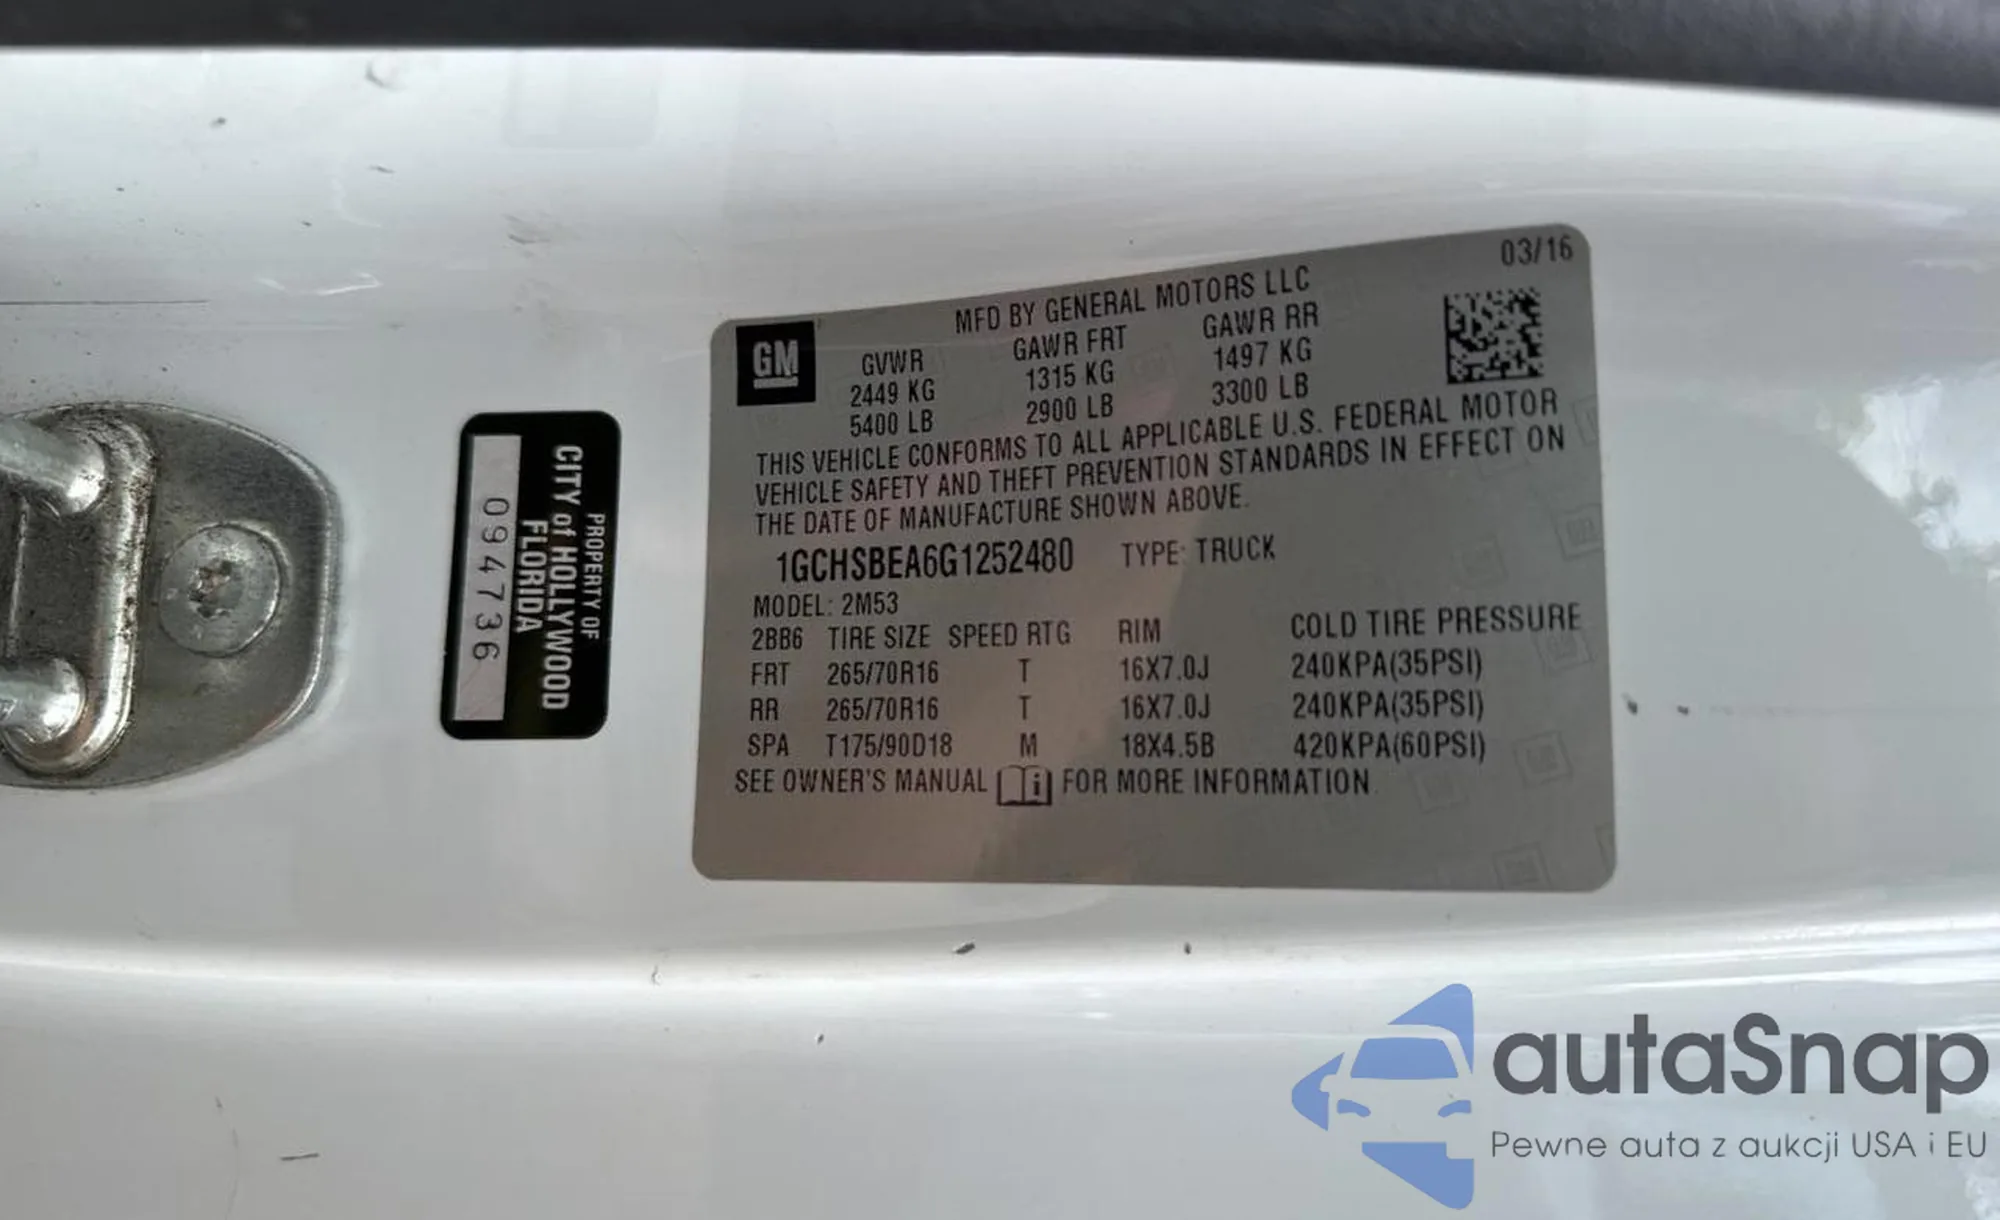 PROPERTY OF
CITY of HOLLYWOOD
FLORIDA
094736
03/16
MFD BY GENERAL MOTORS LLC
GM
GVWR GAWR FRT GAWR RR
2449 KG 1315 KG 1497 KG
5400 LB 2900 LB 3300 LB
THIS VEHICLE CONFORMS TO ALL APPLICABLE U.S. FEDERAL MOTOR
VEHICLE SAFETY AND THEFT PREVENTION STANDARDS IN EFFECT ON
THE DATE OF MANUFACTURE SHOWN ABOVE.
1GCHSBEA6G1252480 TYPE: TRUCK
MODEL: 2M53
2BB6 TIRE SIZE SPEED RTG RIM COLD TIRE PRESSURE
FRT 265/70R16 T 16X7.0J 240KPA(35PSI)
RR 265/70R16 T 16X7.0J 240KPA(35PSI)
SPA T175/90D18 M 18X4.5B 420KPA(60PSI)
SEE OWNER'S MANUAL i FOR MORE INFORMATION
autaSnap
Pewne auta z aukcji USA i EU